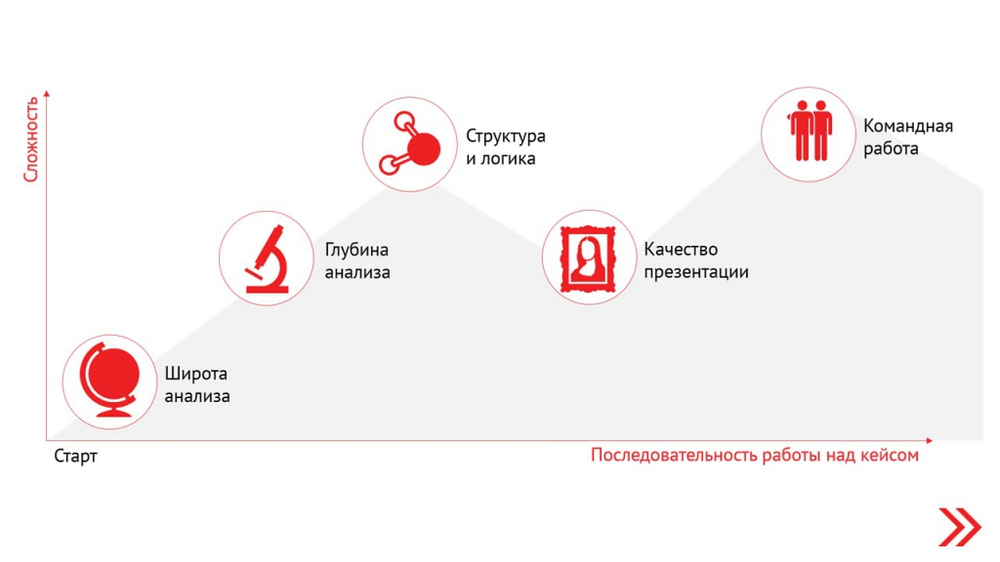 Сложность
Командная
работа
Структура
и логика
Глубина
анализа
Качество
презентации
Широта
анализа
Старт
Последовательность работы над кейсом